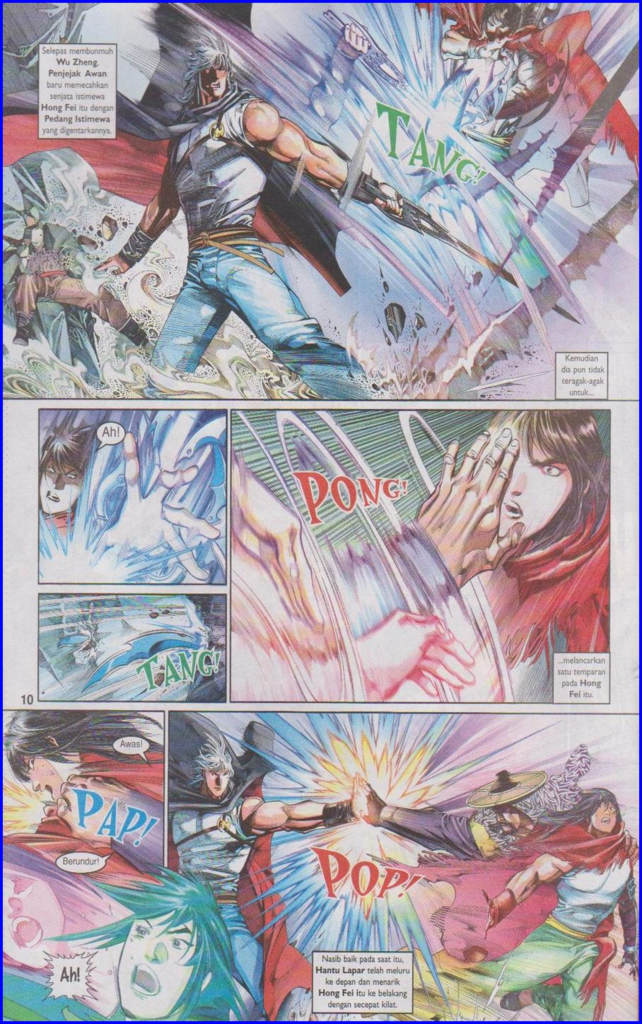 Selepas membunmuh
Wu Zheng,
Penjejak Awan
baru memecahkan
senjata istimewa
Hong Fei itu dengan
Pedang Istimewa
yang digentarkannya.
TANG!
Kemudian
dia pun tidak
teragak-agak
untuk...
Ah!
PONG!
TANG!
...melancarkan
satu temparan
pada Hong
Fei itu.
10
Awas!
PAP!
Berundur!
Ah!
POP!
Nasib baik pada saat itu,
Hantu Lapar telah meluru
ke depan dan menarik
Hong Fei itu ke belakang
dengan secepat kilat.